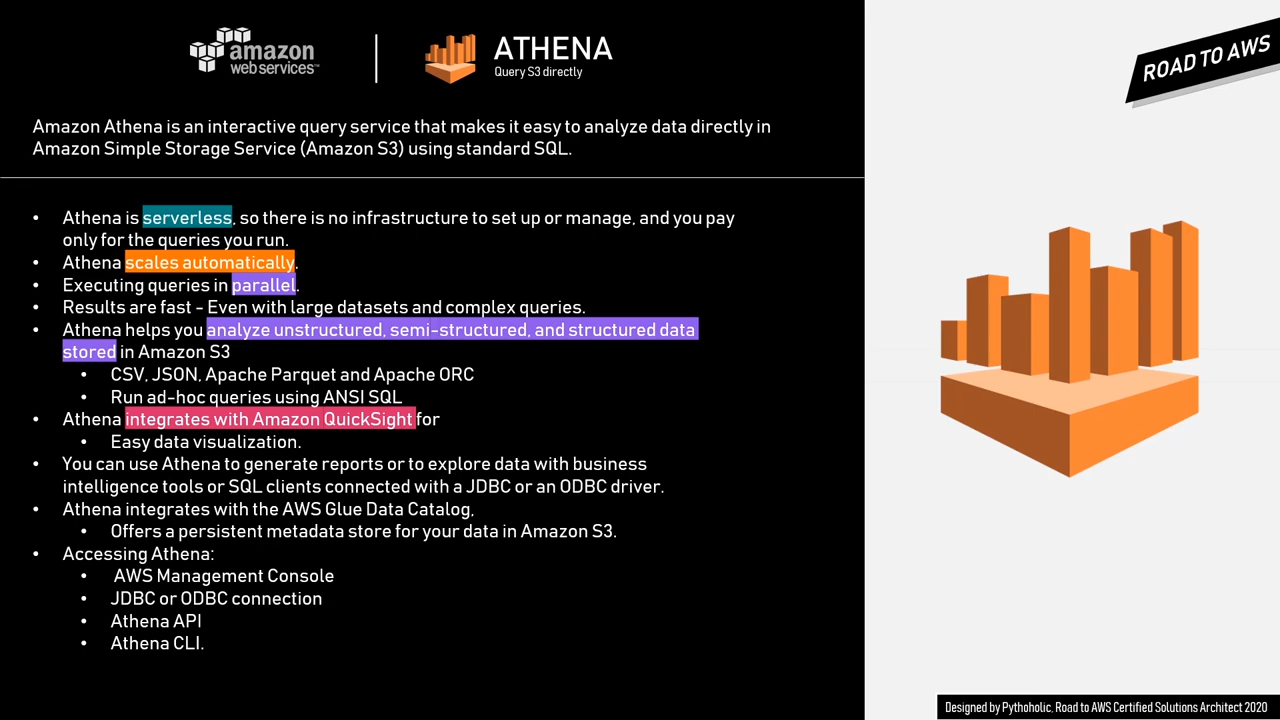 amazon
web services™
ATHENA
Query S3 directly
ROAD TO AWS
Amazon Athena is an interactive query service that makes it easy to analyze data directly in
Amazon Simple Storage Service (Amazon S3) using standard SQL.
• Athena is serverless, so there is no infrastructure to set up or manage, and you pay
only for the queries you run.
• Athena scales automatically.
• Executing queries in parallel.
• Results are fast - Even with large datasets and complex queries.
• Athena helps you analyze unstructured, semi-structured, and structured data
stored in Amazon S3
• CSV, JSON, Apache Parquet and Apache ORC
• Run ad-hoc queries using ANSI SQL
• Athena integrates with Amazon QuickSight for
• Easy data visualization.
• You can use Athena to generate reports or to explore data with business
intelligence tools or SQL clients connected with a JDBC or an ODBC driver.
• Athena integrates with the AWS Glue Data Catalog,
• Offers a persistent metadata store for your data in Amazon S3.
• Accessing Athena:
• AWS Management Console
• JDBC or ODBC connection
• Athena API
• Athena CLI.
Designed by Pythoholic, Road to AWS Certified Solutions Architect 2020